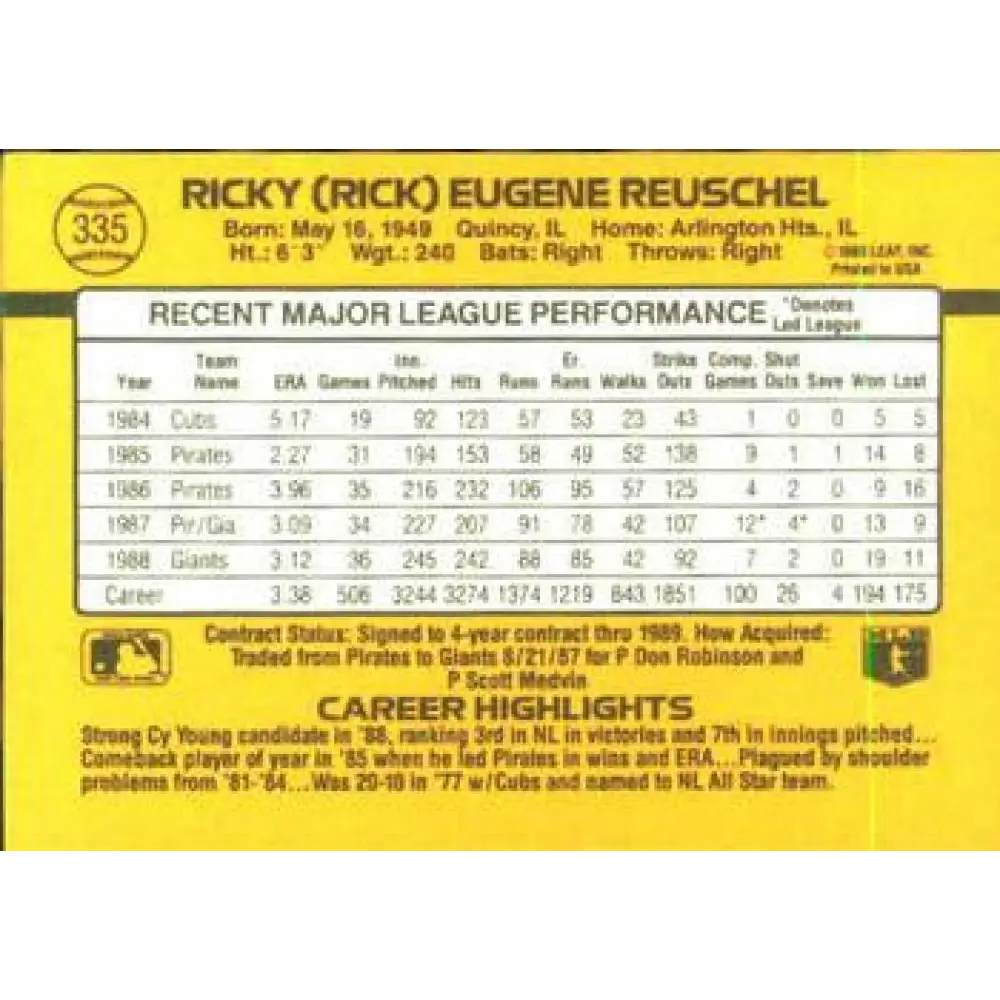 335
RICKY (RICK) EUGENE REUSCHEL
Born: May 16, 1949 Quincy, IL Home: Arlington Hts., IL
Ht.: 6'3" Wgt.: 240 Bats: Right Throws: Right
LEAF, INC.
Printed in USA
RECENT MAJOR LEAGUE PERFORMANCE
*Denotes
Led League
Team Inn. Er. Strike Comp. Shut
Year Name ERA Games Pitched Hits Runs Runs Walks Outs Games Outs Save Won Lost
1984 Cubs 5.17 19 92 123 57 53 23 43 1 0 0 5 5
1985 Pirates 2.27 31 194 153 58 49 52 138 9 1 1 14 8
1986 Pirates 3.96 35 216 232 106 95 57 125 4 2 0 9 16
1987 Pir/Gia 3.09 34 227 207 91 78 42 107 12* 4* 0 13 9
1988 Giants 3.12 36 245 242 88 85 42 92 7 2 0 19 11
Career 3.38 506 3244 3274 1374 1219 843 1851 100 26 4 194 175
Contract Status: Signed to 4-year contract thru 1989. How Acquired:
Traded from Pirates to Giants 8/21/87 for P Don Robinson and
P Scott Medvin
CAREER HIGHLIGHTS
Strong Cy Young candidate in '88, ranking 3rd in NL in victories and 7th in innings pitched...
Comeback player of year in '85 when he led Pirates in wins and ERA...Plagued by shoulder
problems from '81-'84...Was 20-10 in '77 w/Cubs and named to NL All Star team.